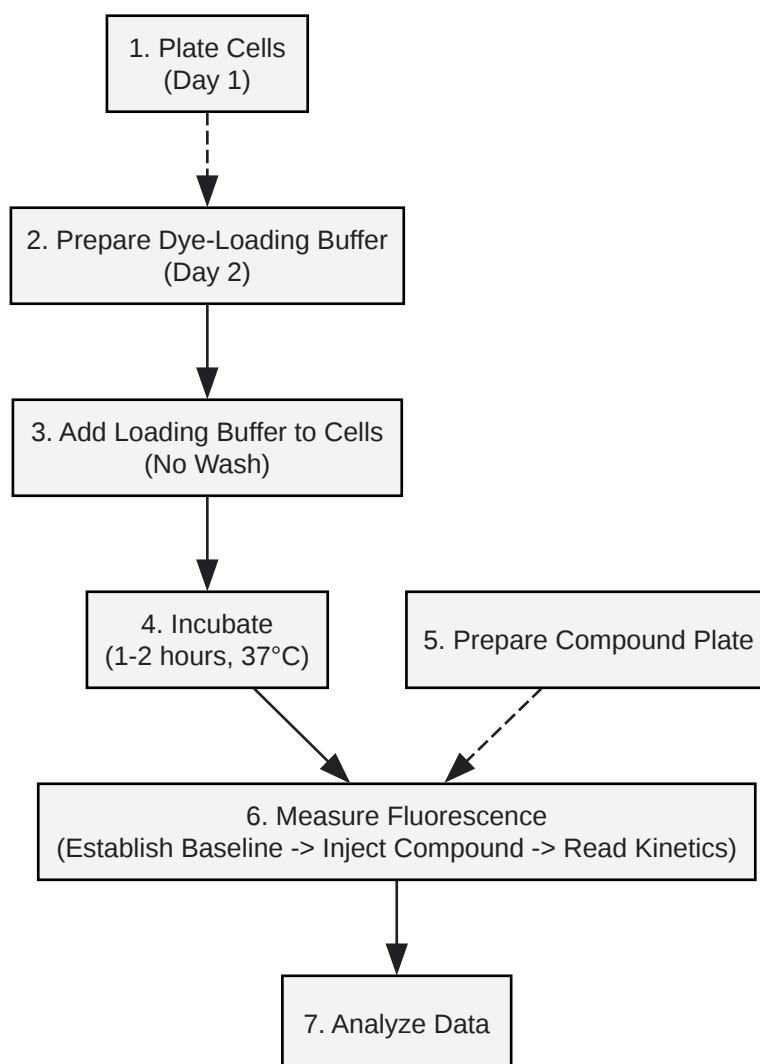 1. Plate Cells
(Day 1)
2. Prepare Dye-Loading Buffer
(Day 2)
3. Add Loading Buffer to Cells
(No Wash)
4. Incubate
(1-2 hours, 37°C)
5. Prepare Compound Plate
6. Measure Fluorescence
(Establish Baseline -> Inject Compound -> Read Kinetics)
7. Analyze Data